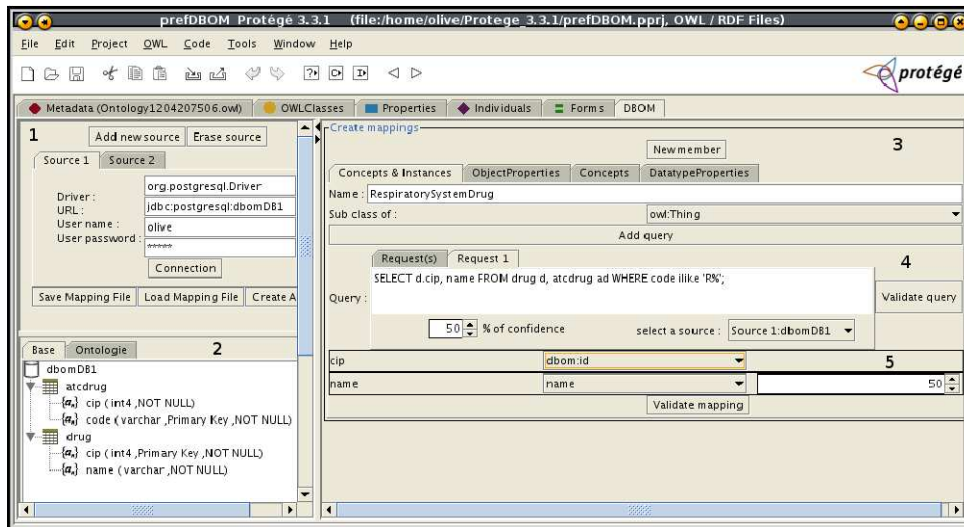 prefDBOM Protégé 3.3.1 (file:/home/olive/Protege_3.3.1/prefDBOM.pprj, OWL / RDF Files)
File Edit Project OWL Code Tools Window Help
protégé
Metadata (Ontology1204207506.owl) OWLClasses Properties Individuals Forms DBOM
1
Add new source Erase source
Source 1 Source 2
Driver : org.postgresql.Driver
URL : jdbc:postgresql:dbomDB1
User name : olive
User password : *****
Connection
Save Mapping File Load Mapping File Create A
Base Ontologie 2
dbomDB1
atcdrug
cip (int4 ,NOT NULL)
code (varchar ,Primary Key ,NOT NULL)
drug
cip (int4 ,Primary Key ,NOT NULL)
name (varchar ,NOT NULL)
Create mappings
New member 3
Concepts & Instances ObjectProperties Concepts DatatypeProperties
Name : RespiratorySystemDrug
Sub class of : owl:Thing
Add query
Request(s) Request 1 4
Query : SELECT d.cip, name FROM drug d, atcdrug ad WHERE code ilike 'R%';
Validate query
50 % of confidence select a source : Source 1:dbomDB1
cip dbom:id 5
name name 50
Validate mapping